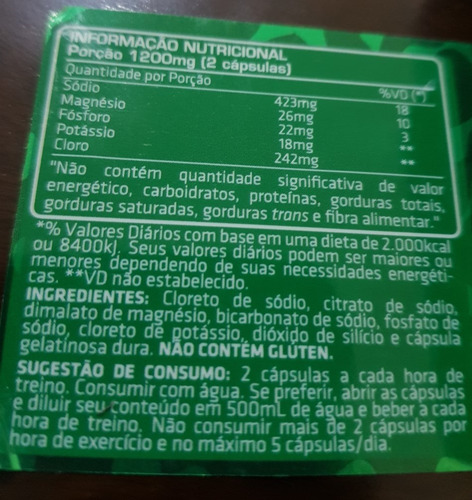 INFORMAÇÃO NUTRICIONAL
Porção 1200mg (2 cápsulas)
Quantidade por Porção %VD (*)
Sódio 423mg 18
Magnésio 26mg 10
Fósforo 22mg 3
Potássio 18mg **
Cloro 242mg **
"Não contém quantidade significativa de valor
energético, carboidratos, proteínas, gorduras totais,
gorduras saturadas, gorduras trans e fibra alimentar."
*% Valores Diários com base em uma dieta de 2.000kcal
ou 8400kJ. Seus valores diários podem ser maiores ou
menores dependendo de suas necessidades energéti-
cas. **VD não estabelecido.
INGREDIENTES: Cloreto de sódio, citrato de sódio,
dimalato de magnésio, bicarbonato de sódio, fosfato de
sódio, cloreto de potássio, dióxido de silício e cápsula
gelatinosa dura. NÃO CONTÉM GLÚTEN.
SUGESTÃO DE CONSUMO: 2 cápsulas a cada hora de
treino. Consumir com água. Se preferir, abrir as cápsulas
e diluir seu conteúdo em 500mL de água e beber a cada
hora de treino. Não consumir mais de 2 cápsulas por
hora de exercício e no máximo 5 cápsulas/dia.